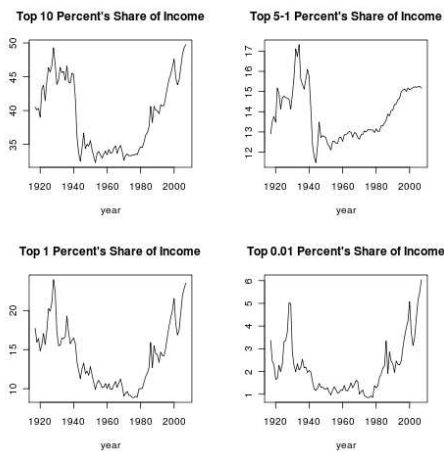 Top 10 Percent's Share of Income
50
45
40
35
1920 1940 1960 1980 2000
year
Top 5-1 Percent's Share of Income
17
16
15
14
13
12
1920 1940 1960 1980 2000
year
Top 1 Percent's Share of Income
20
15
10
1920 1940 1960 1980 2000
year
Top 0.01 Percent's Share of Income
6
5
4
3
2
1
1920 1940 1960 1980 2000
year